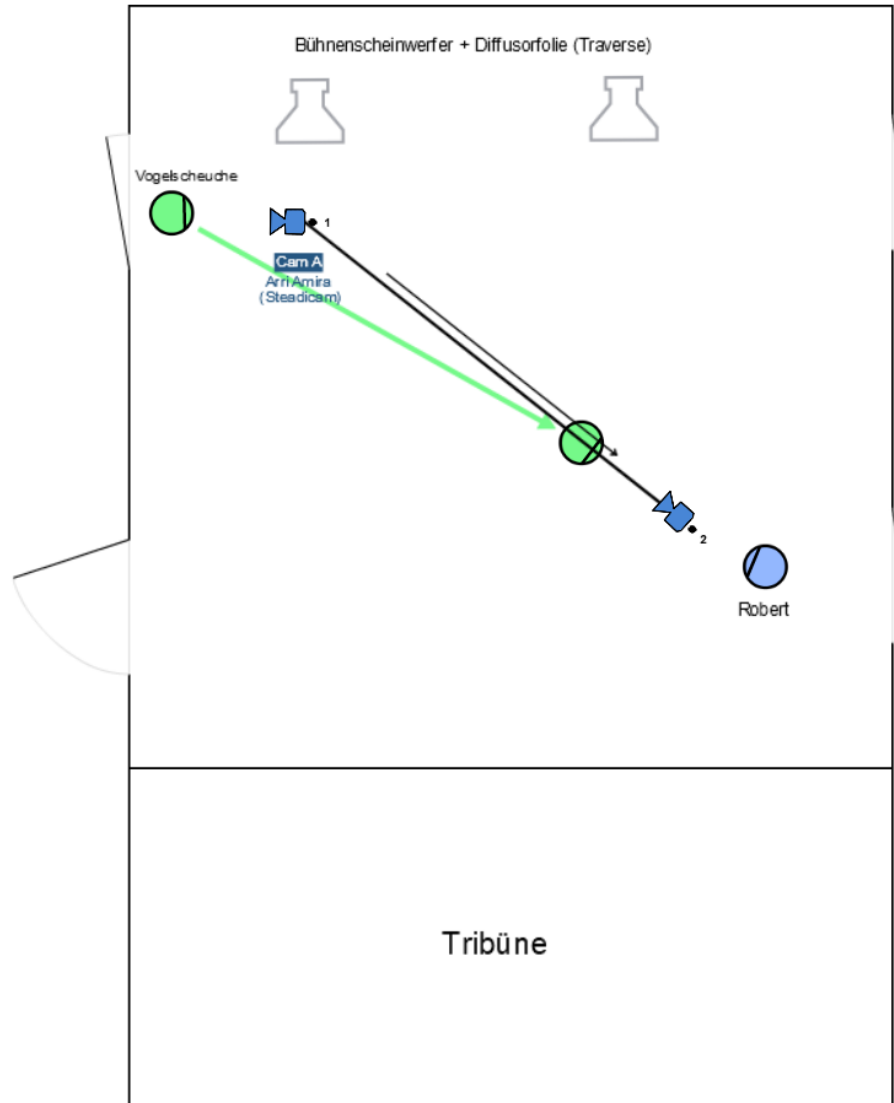 Bühnenscheinwerfer + Diffusorfolie (Traverse)
Vogelscheuche
1
Cam A
Arri Amira
(Steadicam)
2
Robert
Tribüne